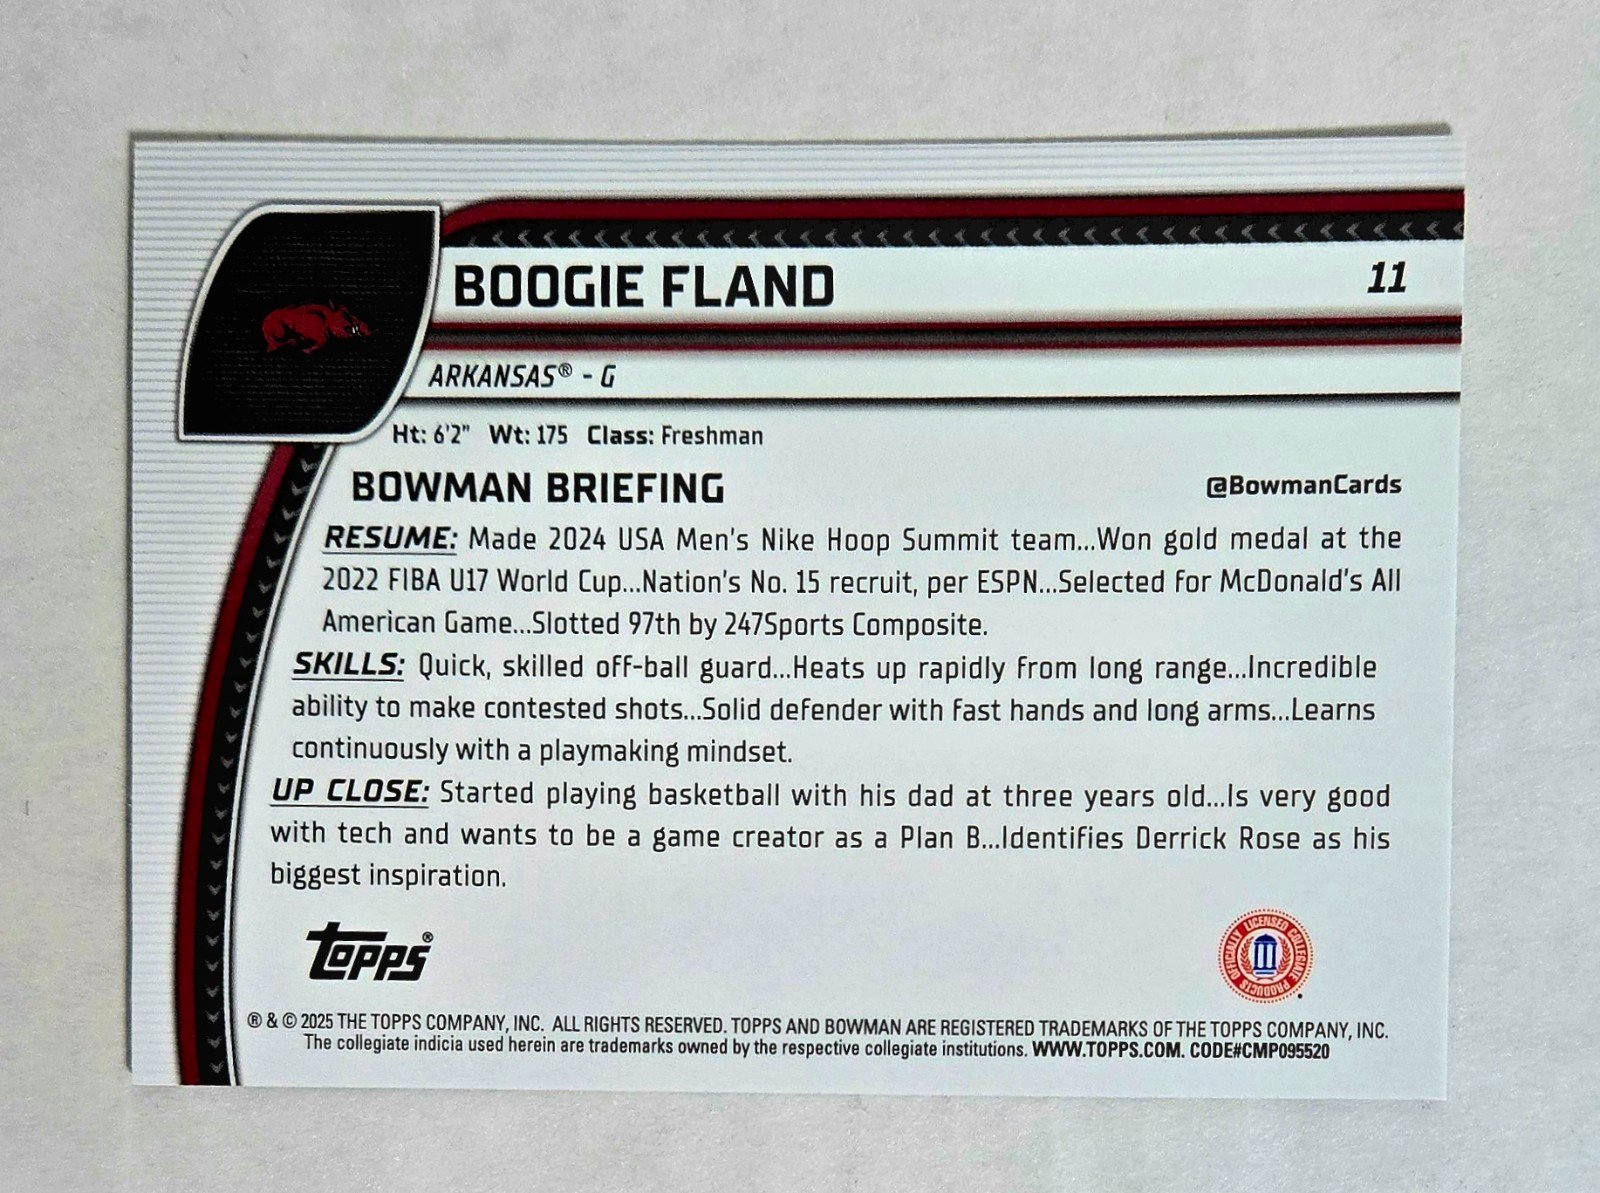 BOOGIE FLAND
11
ARKANSAS® - G
Ht: 6'2" Wt: 175 Class: Freshman
BOWMAN BRIEFING
@BowmanCards
RESUME: Made 2024 USA Men's Nike Hoop Summit team...Won gold medal at the
2022 FIBA U17 World Cup...Nation's No. 15 recruit, per ESPN...Selected for McDonald's All
American Game...Slotted 97th by 247Sports Composite.
SKILLS: Quick, skilled off-ball guard...Heats up rapidly from long range...Incredible
ability to make contested shots...Solid defender with fast hands and long arms...Learns
continuously with a playmaking mindset.
UP CLOSE: Started playing basketball with his dad at three years old...Is very good
with tech and wants to be a game creator as a Plan B...Identifies Derrick Rose as his
biggest inspiration.
topps®
OFFICIALLY LICENSED COLLEGIATE PRODUCTS
® & © 2025 THE TOPPS COMPANY, INC. ALL RIGHTS RESERVED. TOPPS AND BOWMAN ARE REGISTERED TRADEMARKS OF THE TOPPS COMPANY, INC.
The collegiate indicia used herein are trademarks owned by the respective collegiate institutions. WWW.TOPPS.COM. CODE#CMP095520